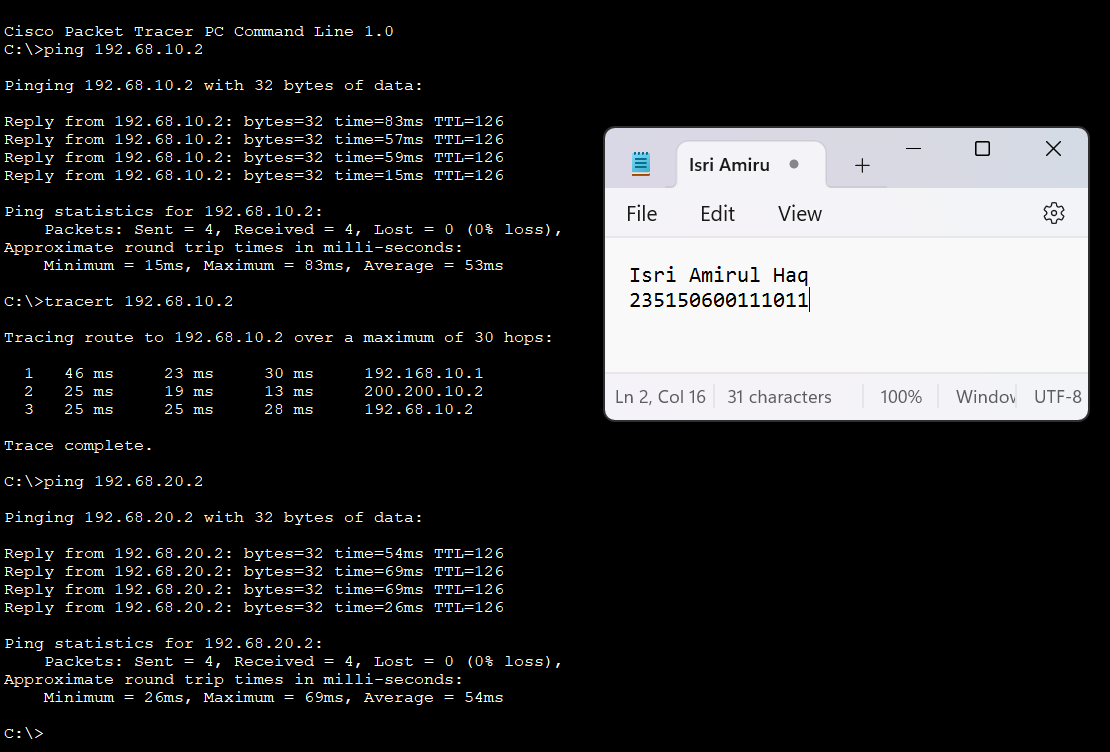 Cisco Packet Tracer PC Command Line 1.0
C:\>ping 192.68.10.2
Pinging 192.68.10.2 with 32 bytes of data:
Reply from 192.68.10.2: bytes=32 time=83ms TTL=126
Reply from 192.68.10.2: bytes=32 time=57ms TTL=126
Reply from 192.68.10.2: bytes=32 time=59ms TTL=126
Reply from 192.68.10.2: bytes=32 time=15ms TTL=126
Ping statistics for 192.68.10.2:
Packets: Sent = 4, Received = 4, Lost = 0 (0% loss),
Approximate round trip times in milli-seconds:
Minimum = 15ms, Maximum = 83ms, Average = 53ms
C:\>tracert 192.68.10.2
Tracing route to 192.68.10.2 over a maximum of 30 hops:
1 46 ms 23 ms 30 ms 192.168.10.1
2 25 ms 19 ms 13 ms 200.200.10.2
3 25 ms 25 ms 28 ms 192.68.10.2
Trace complete.
C:\>ping 192.68.20.2
Pinging 192.68.20.2 with 32 bytes of data:
Reply from 192.68.20.2: bytes=32 time=54ms TTL=126
Reply from 192.68.20.2: bytes=32 time=69ms TTL=126
Reply from 192.68.20.2: bytes=32 time=69ms TTL=126
Reply from 192.68.20.2: bytes=32 time=26ms TTL=126
Ping statistics for 192.68.20.2:
Packets: Sent = 4, Received = 4, Lost = 0 (0% loss),
Approximate round trip times in milli-seconds:
Minimum = 26ms, Maximum = 69ms, Average = 54ms
C:\>
Isri Amiru
File Edit View
Isri Amirul Haq
235150600111011
Ln 2, Col 16 31 characters 100% Window UTF-8